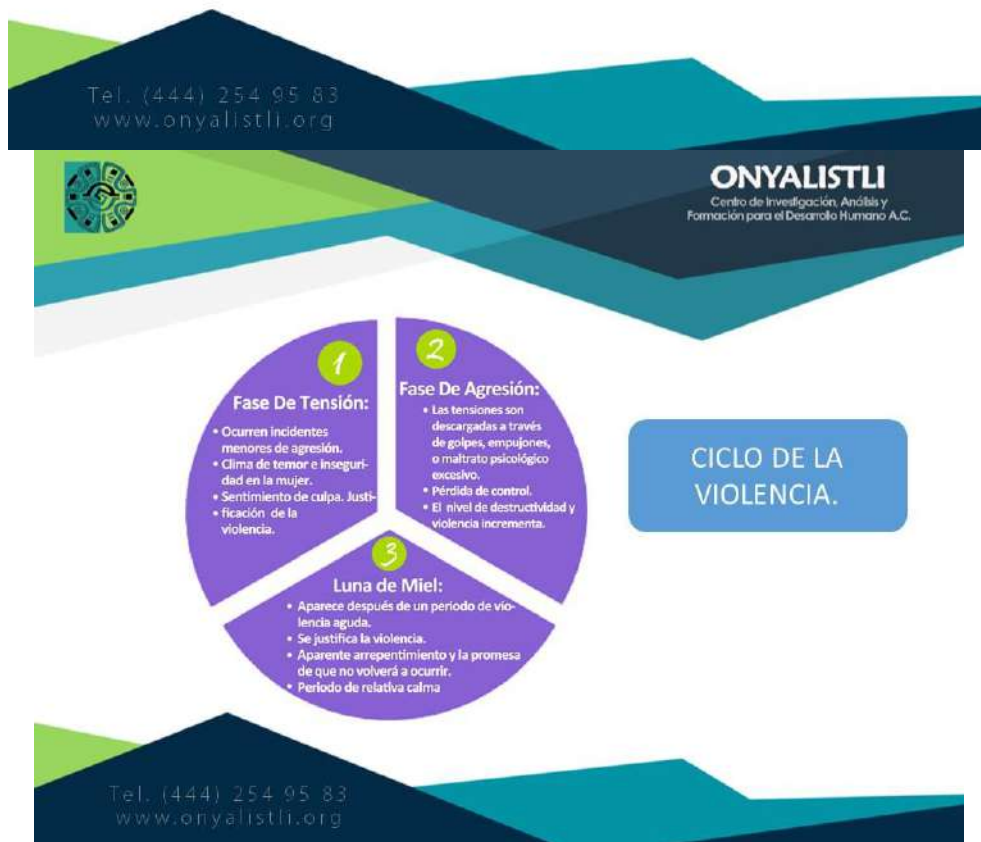 Tel. (444) 254 95 83
www.onyalistli.org
ONYALISTLI
Centro de Investigación, Análisis y
Formación para el Desarrollo Humano A.C.
1
Fase De Tensión:
• Ocurren incidentes
menores de agresión.
• Clima de temor e inseguri-
dad en la mujer.
• Sentimiento de culpa. Justi-
• ficación de la
violencia.
2
Fase De Agresión:
• Las tensiones son
descargadas a través
de golpes, empujones,
o maltrato psicológico
excesivo.
• Pérdida de control.
• El nivel de destructividad y
violencia incrementa.
3
Luna de Miel:
• Aparece después de un periodo de vio-
lencia aguda.
• Se justifica la violencia.
• Aparente arrepentimiento y la promesa
de que no volverá a ocurrir.
• Periodo de relativa calma
CICLO DE LA
VIOLENCIA.
Tel. (444) 254 95 83
www.onyalistli.org